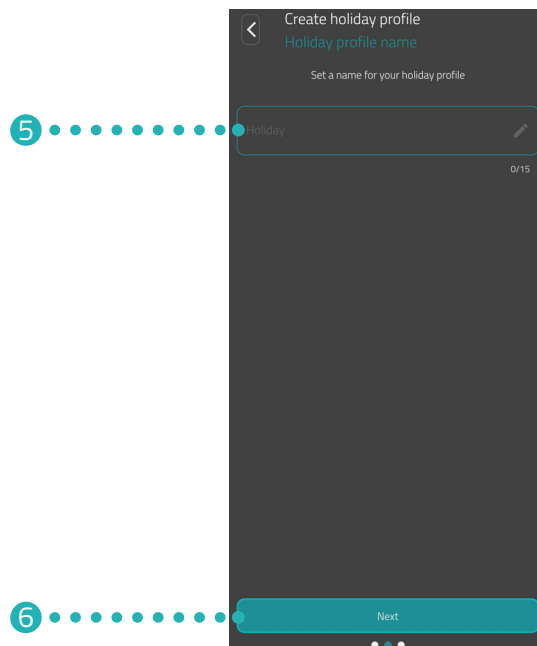 Create holiday profile
Holiday profile name
Set a name for your holiday profile
5
Holiday
0/15
6
Next